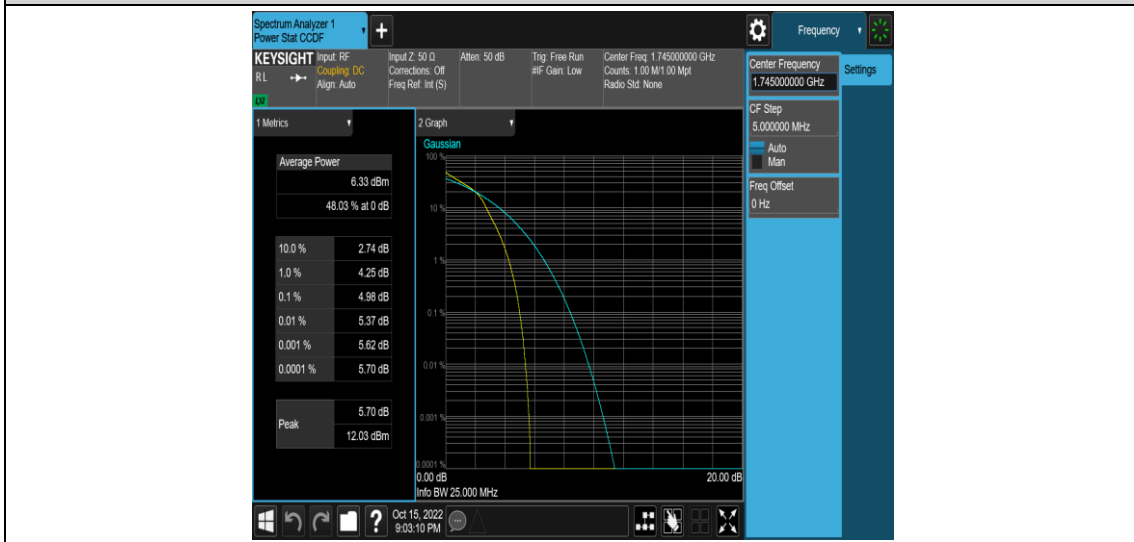 Spectrum Analyzer 1
Power Stat CCDF
+
Frequency
KEYSIGHT
RL
LXI
Input: RF
Coupling: DC
Align: Auto
Input Z: 50 Ω
Corrections: Off
Freq Ref: Int (S)
Atten: 50 dB
Trig: Free Run
#IF Gain: Low
Center Freq: 1.745000000 GHz
Counts: 1.00 M/1.00 Mpt
Radio Std: None
Center Frequency
1.745000000 GHz
Settings
CF Step
5.000000 MHz
Auto
Man
Freq Offset
0 Hz
1 Metrics
Average Power
6.33 dBm
48.03 % at 0 dB
10.0 % 2.74 dB
1.0 % 4.25 dB
0.1 % 4.98 dB
0.01 % 5.37 dB
0.001 % 5.62 dB
0.0001 % 5.70 dB
Peak
5.70 dB
12.03 dBm
2 Graph
Gaussian
100 %
10 %
1 %
0.1 %
0.01 %
0.001 %
0.0001 %
0.00 dB 20.00 dB
Info BW 25.000 MHz
?
Oct 15, 2022
9:03:10 PM